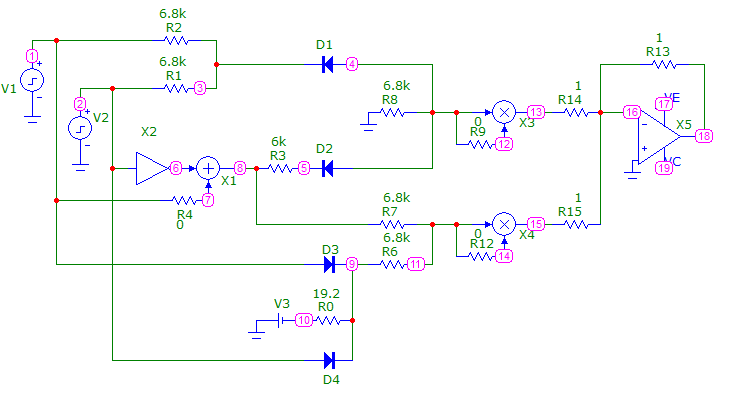 6.8k
R2
1
R13
D1
1
6.8k
R1
4
V1
3
6.8k
R8
1
R14
2
V2
17
VE
13
16
0
R9
X3
X5
18
X2
6k
R3
D2
12
6
8
5
19
VC
X1
7
R4
0
6.8k
R7
1
R15
0
R12
X4
15
6.8k
R6
D3
9
11
14
19.2
R0
V3
10
D4